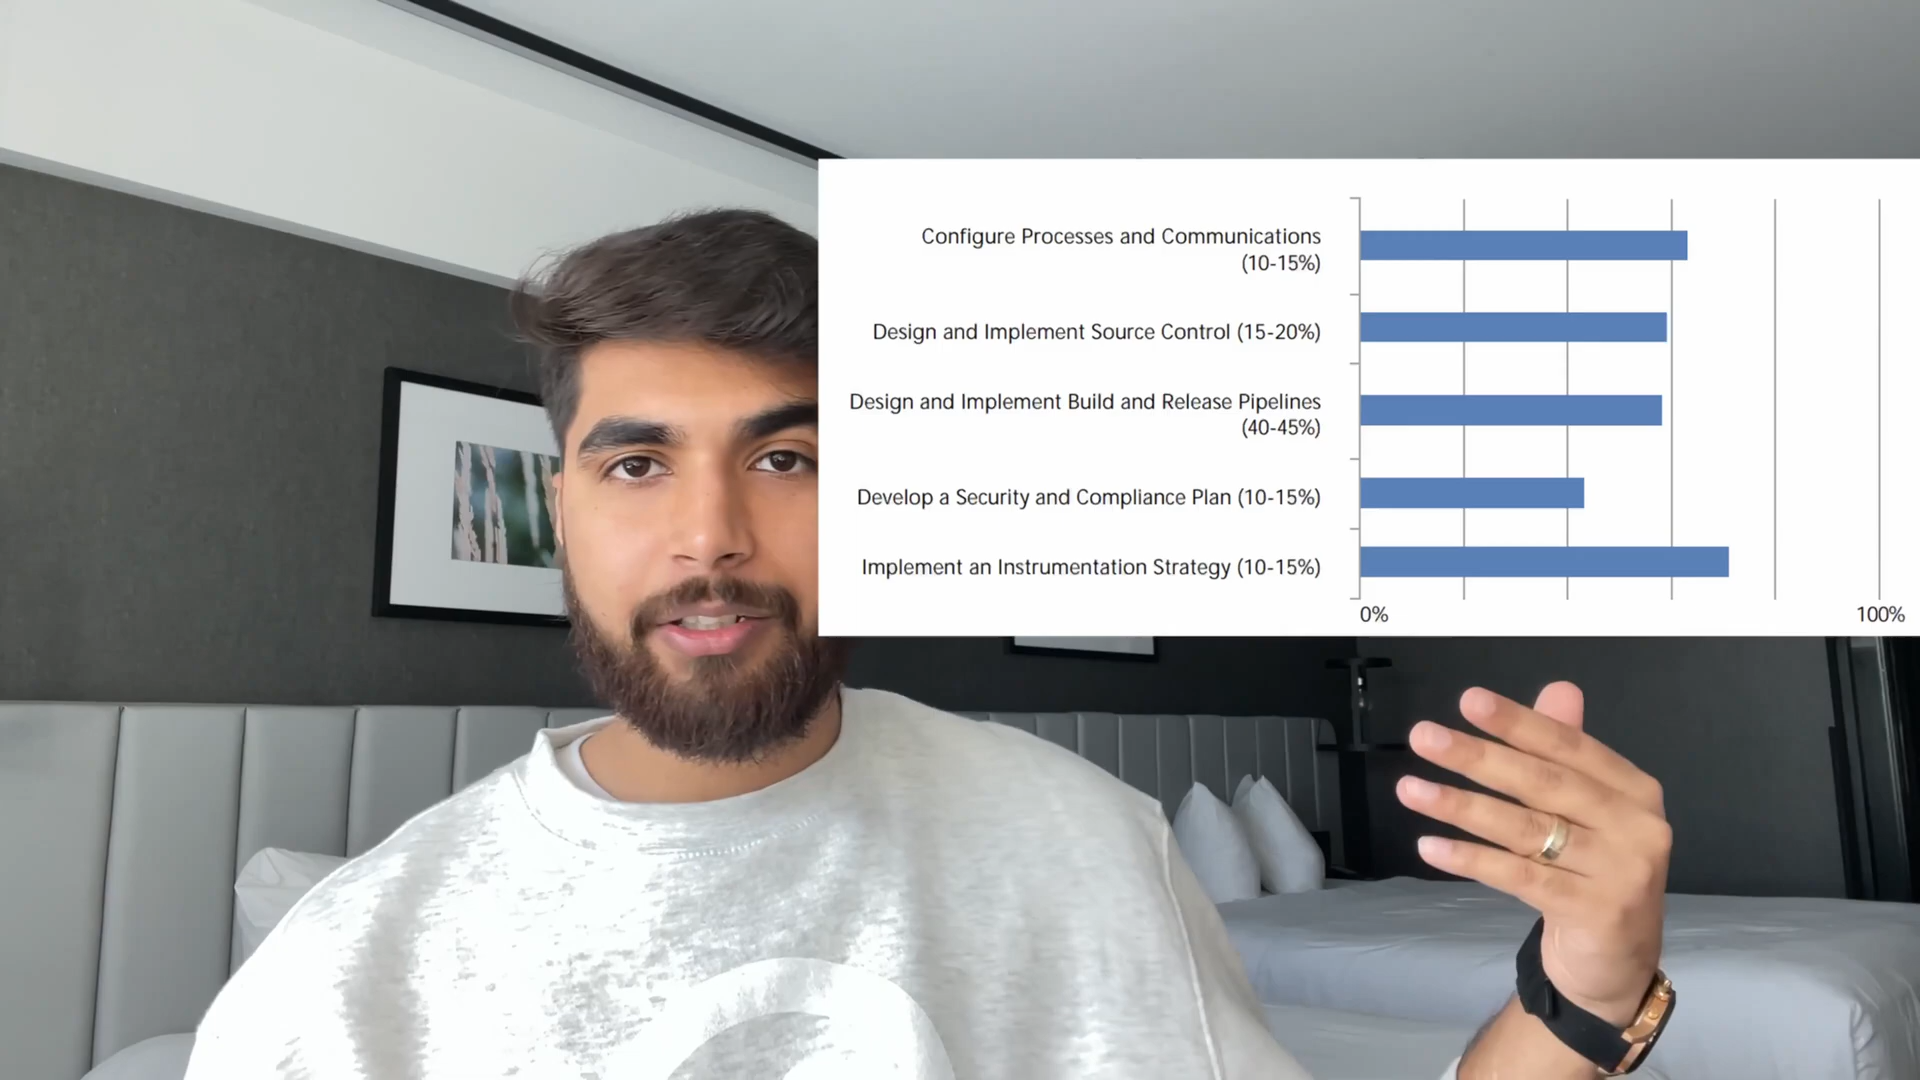 Configure Processes and Communications
(10-15%)
Design and Implement Source Control (15-20%)
Design and Implement Build and Release Pipelines
(40-45%)
Develop a Security and Compliance Plan (10-15%)
Implement an Instrumentation Strategy (10-15%)
0% 100%